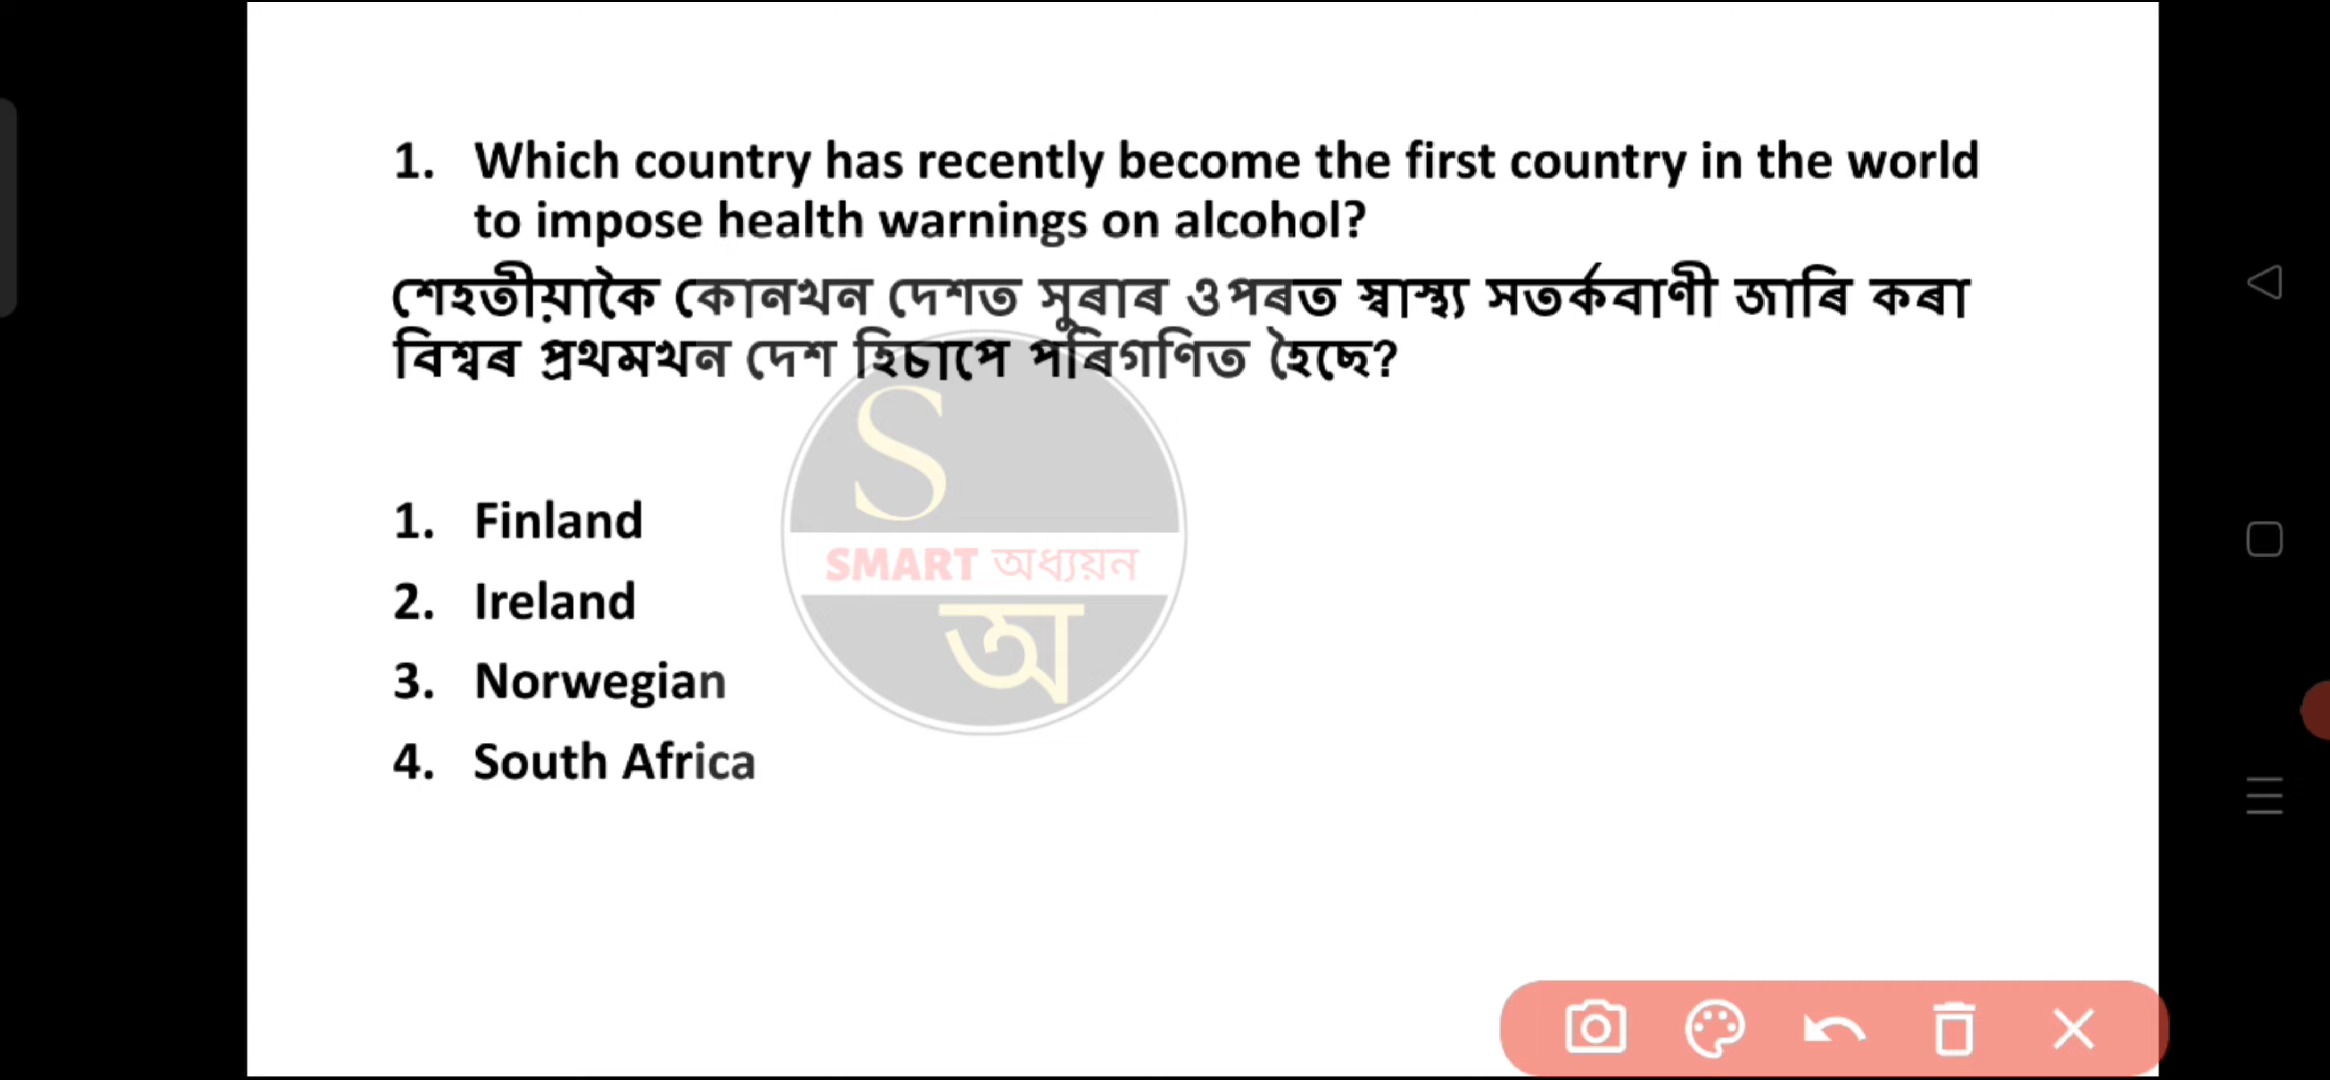 1. Which country has recently become the first country in the world
to impose health warnings on alcohol?
শেহতীয়াকৈ কোনখন দেশত সুৰাৰ ওপৰত স্বাস্থ্য সতৰ্কবাণী জাৰি কৰা
বিশ্বৰ প্ৰথমখন দেশ হিচাপে পৰিগণিত হৈছে?
S
1. Finland
SMART অধ্যয়ন
2. Ireland
অ
3. Norwegian
4. South Africa